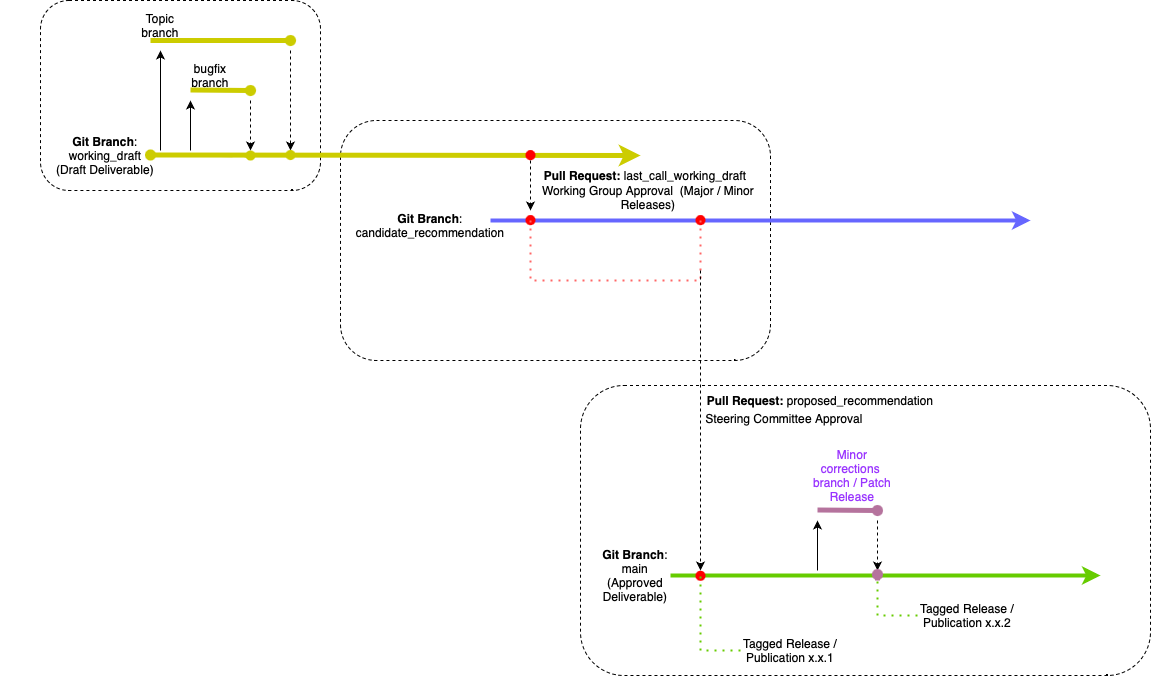 Topic
branch
bugfix
branch
Git Branch:
working_draft
(Draft Deliverable)
Pull Request: last_call_working_draft
Working Group Approval (Major / Minor
Releases)
Git Branch:
candidate_recommendation
Pull Request: proposed_recommendation
Steering Committee Approval
Minor
corrections
branch / Patch
Release
Git Branch:
main
(Approved
Deliverable)
Tagged Release /
Publication x.x.2
Tagged Release /
Publication x.x.1